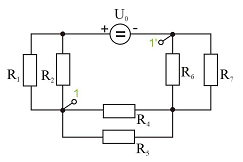 U₀
+ -
1'
R₁ R₂ R₆ R₇
1
R₄
R₅